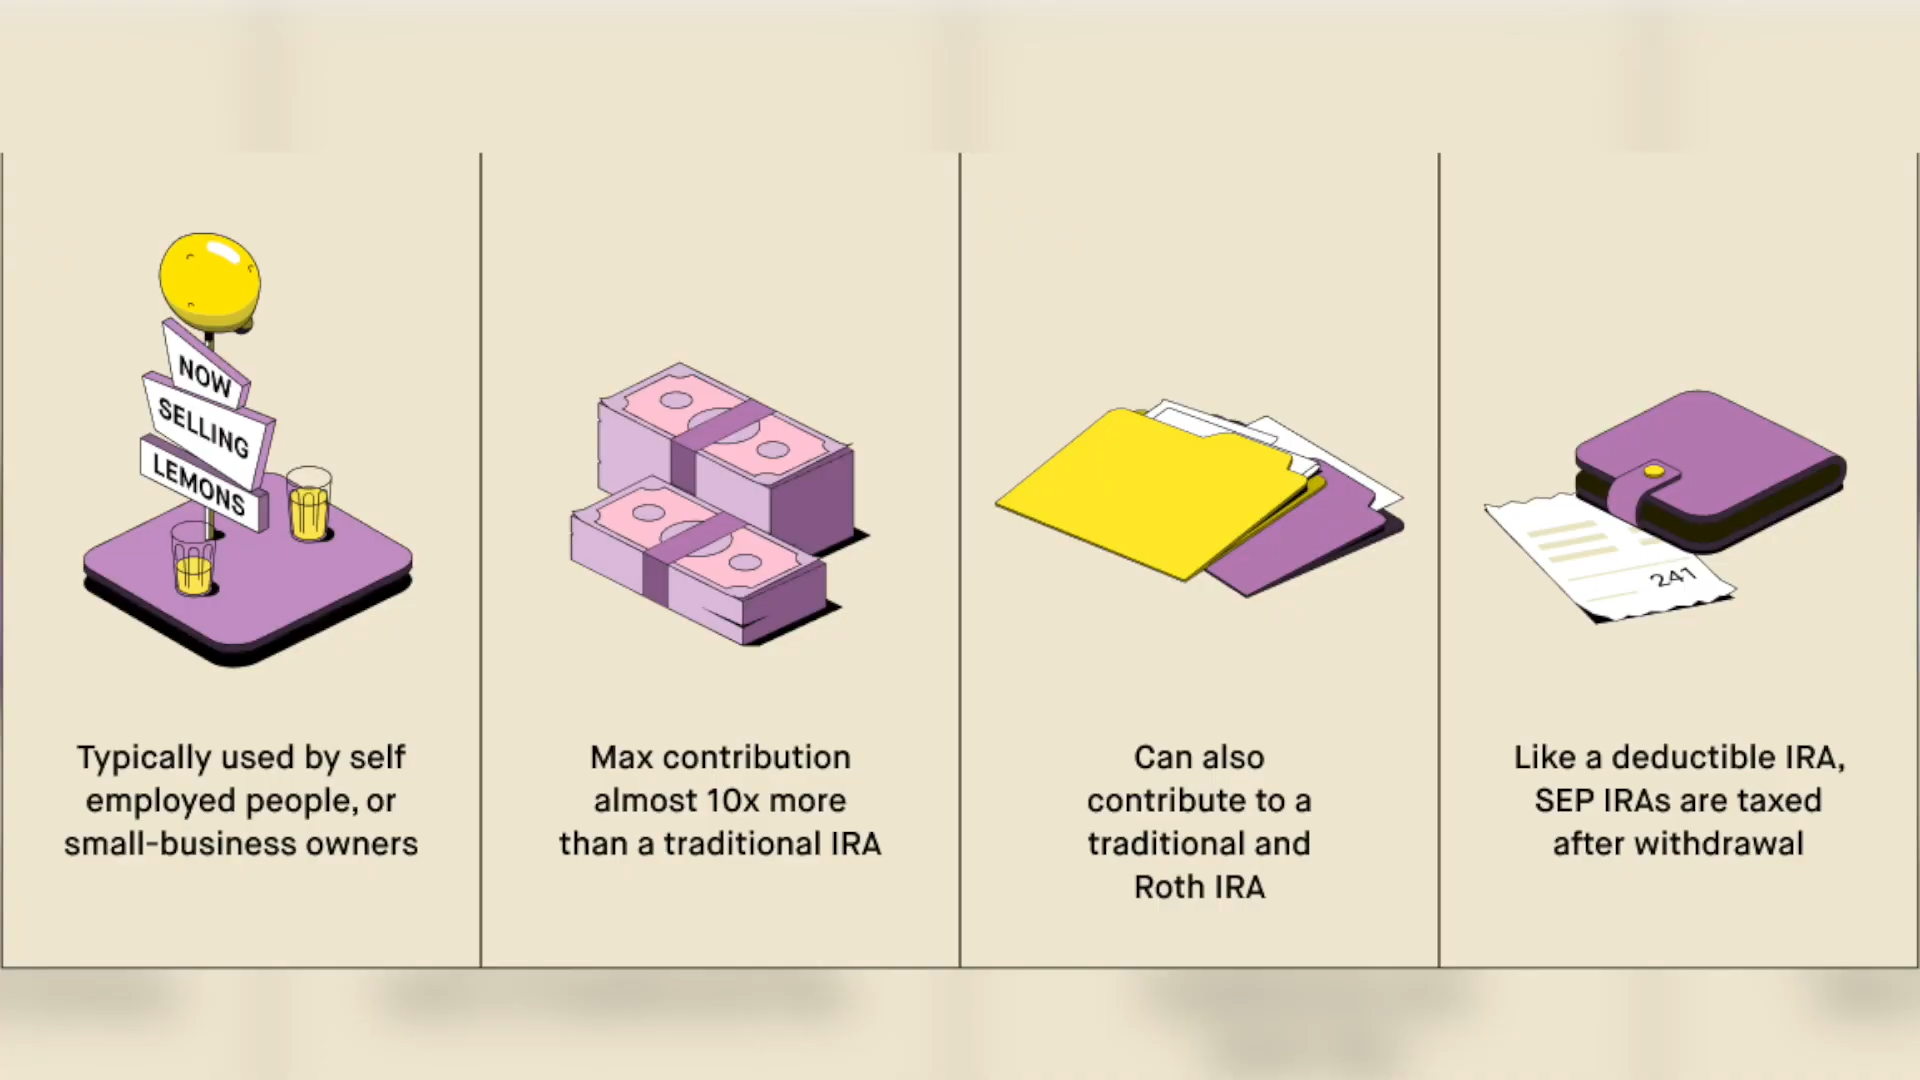 NOW
SELLING
LEMONS
Typically used by self
employed people, or
small-business owners
Max contribution
almost 10x more
than a traditional IRA
Can also
contribute to a
traditional and
Roth IRA
241
Like a deductible IRA,
SEP IRAs are taxed
after withdrawal